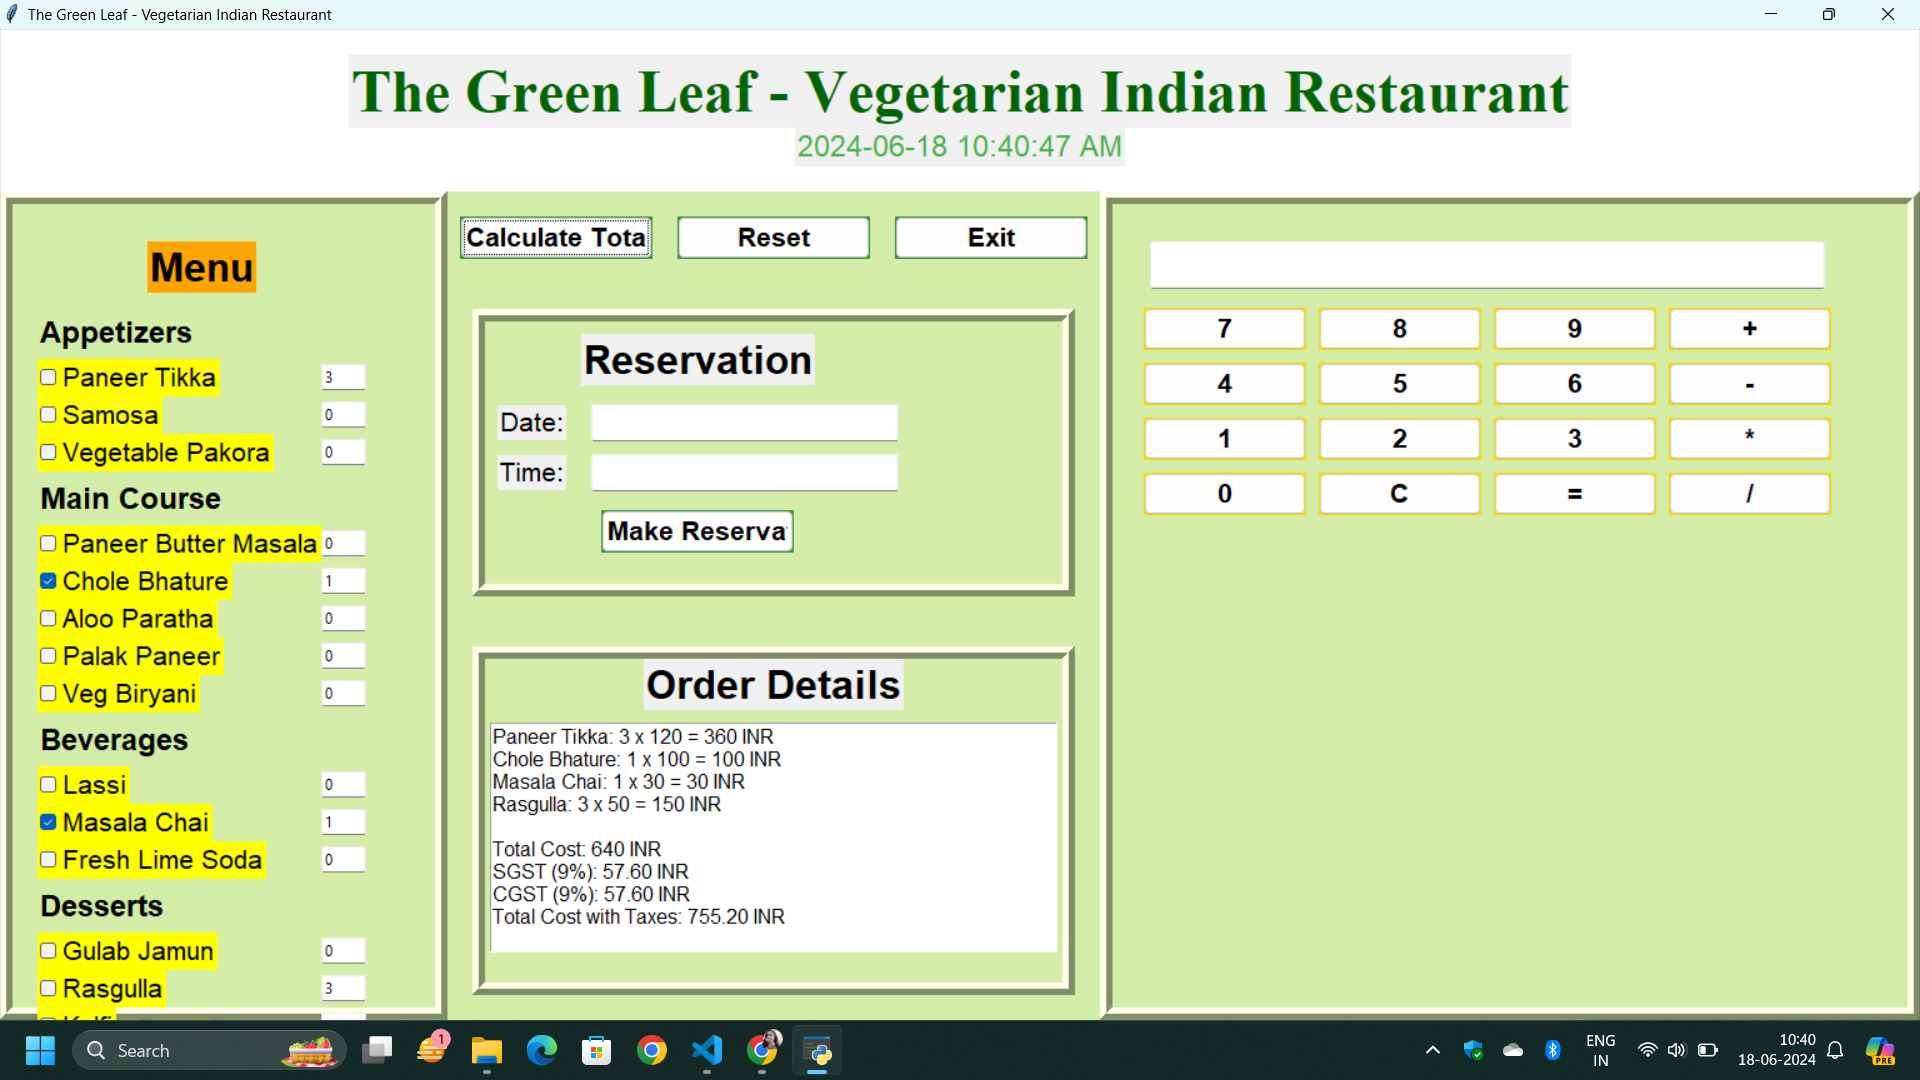 The Green Leaf - Vegetarian Indian Restaurant
The Green Leaf - Vegetarian Indian Restaurant
2024-06-18 10:40:47 AM
Menu
Appetizers
Paneer Tikka 3
Samosa 0
Vegetable Pakora 0
Main Course
Paneer Butter Masala 0
Chole Bhature 1
Aloo Paratha 0
Palak Paneer 0
Veg Biryani 0
Beverages
Lassi 0
Masala Chai 1
Fresh Lime Soda 0
Desserts
Gulab Jamun 0
Rasgulla 3
Calculate Tota
Reset
Exit
Reservation
Date:
Time:
Make Reserva
Order Details
Paneer Tikka: 3 x 120 = 360 INR
Chole Bhature: 1 x 100 = 100 INR
Masala Chai: 1 x 30 = 30 INR
Rasgulla: 3 x 50 = 150 INR
Total Cost: 640 INR
SGST (9%): 57.60 INR
CGST (9%): 57.60 INR
Total Cost with Taxes: 755.20 INR
7 8 9 +
4 5 6 -
1 2 3 *
0 C = /
Search
1
ENG
IN
10:40
18-06-2024
PRE